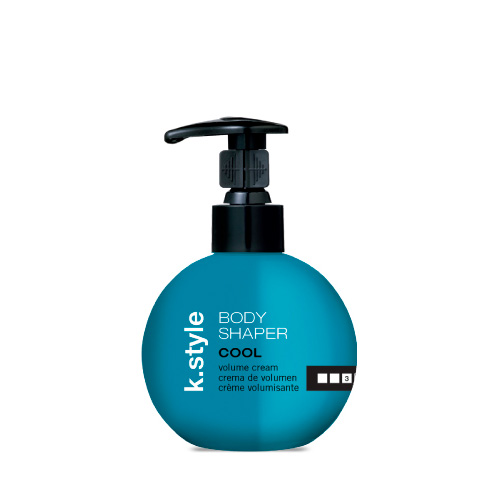 k.style
BODY
SHAPER
COOL
volume cream
crema de volumen
crème volumisante
3